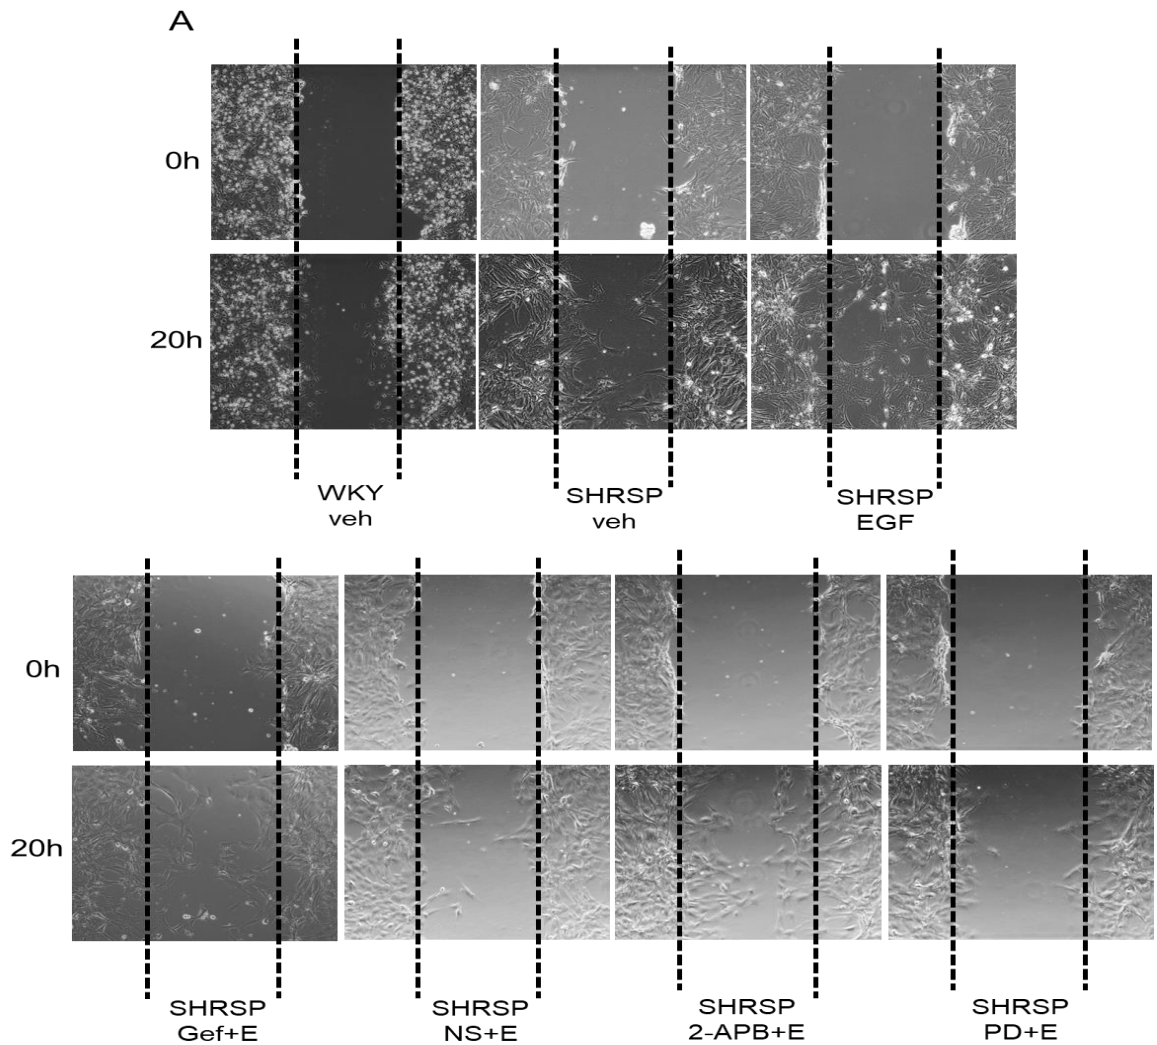 A
0h
20h
WKY
veh
SHRSP
veh
SHRSP
EGF
0h
20h
SHRSP
Gef+E
SHRSP
NS+E
SHRSP
2-APB+E
SHRSP
PD+E